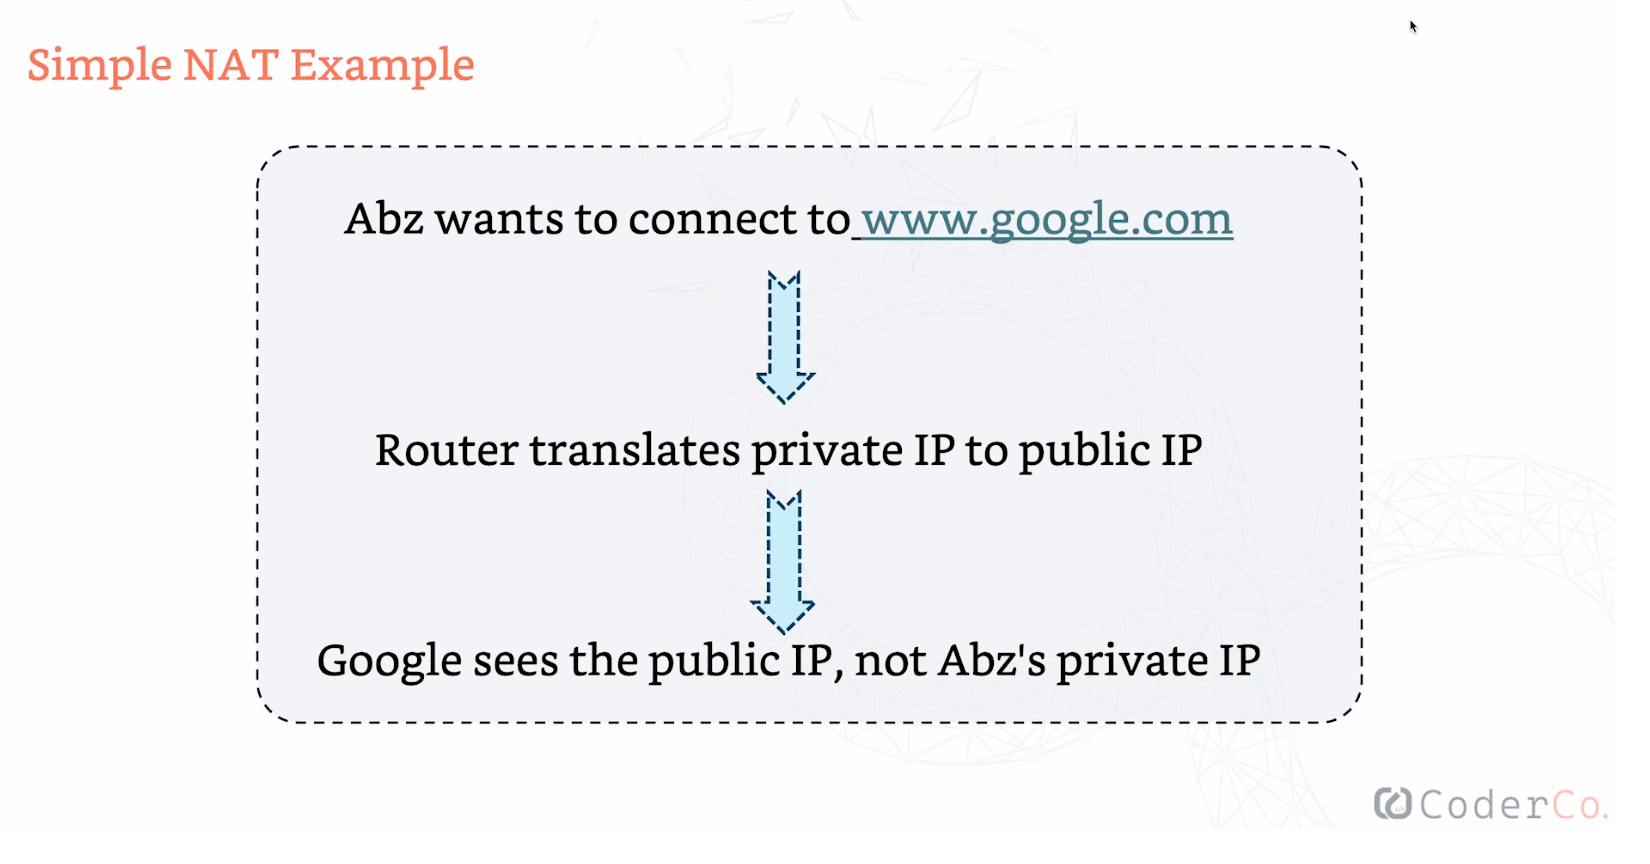 Simple NAT Example
Abz wants to connect to www.google.com
Router translates private IP to public IP
Google sees the public IP, not Abz's private IP
CoderCo.